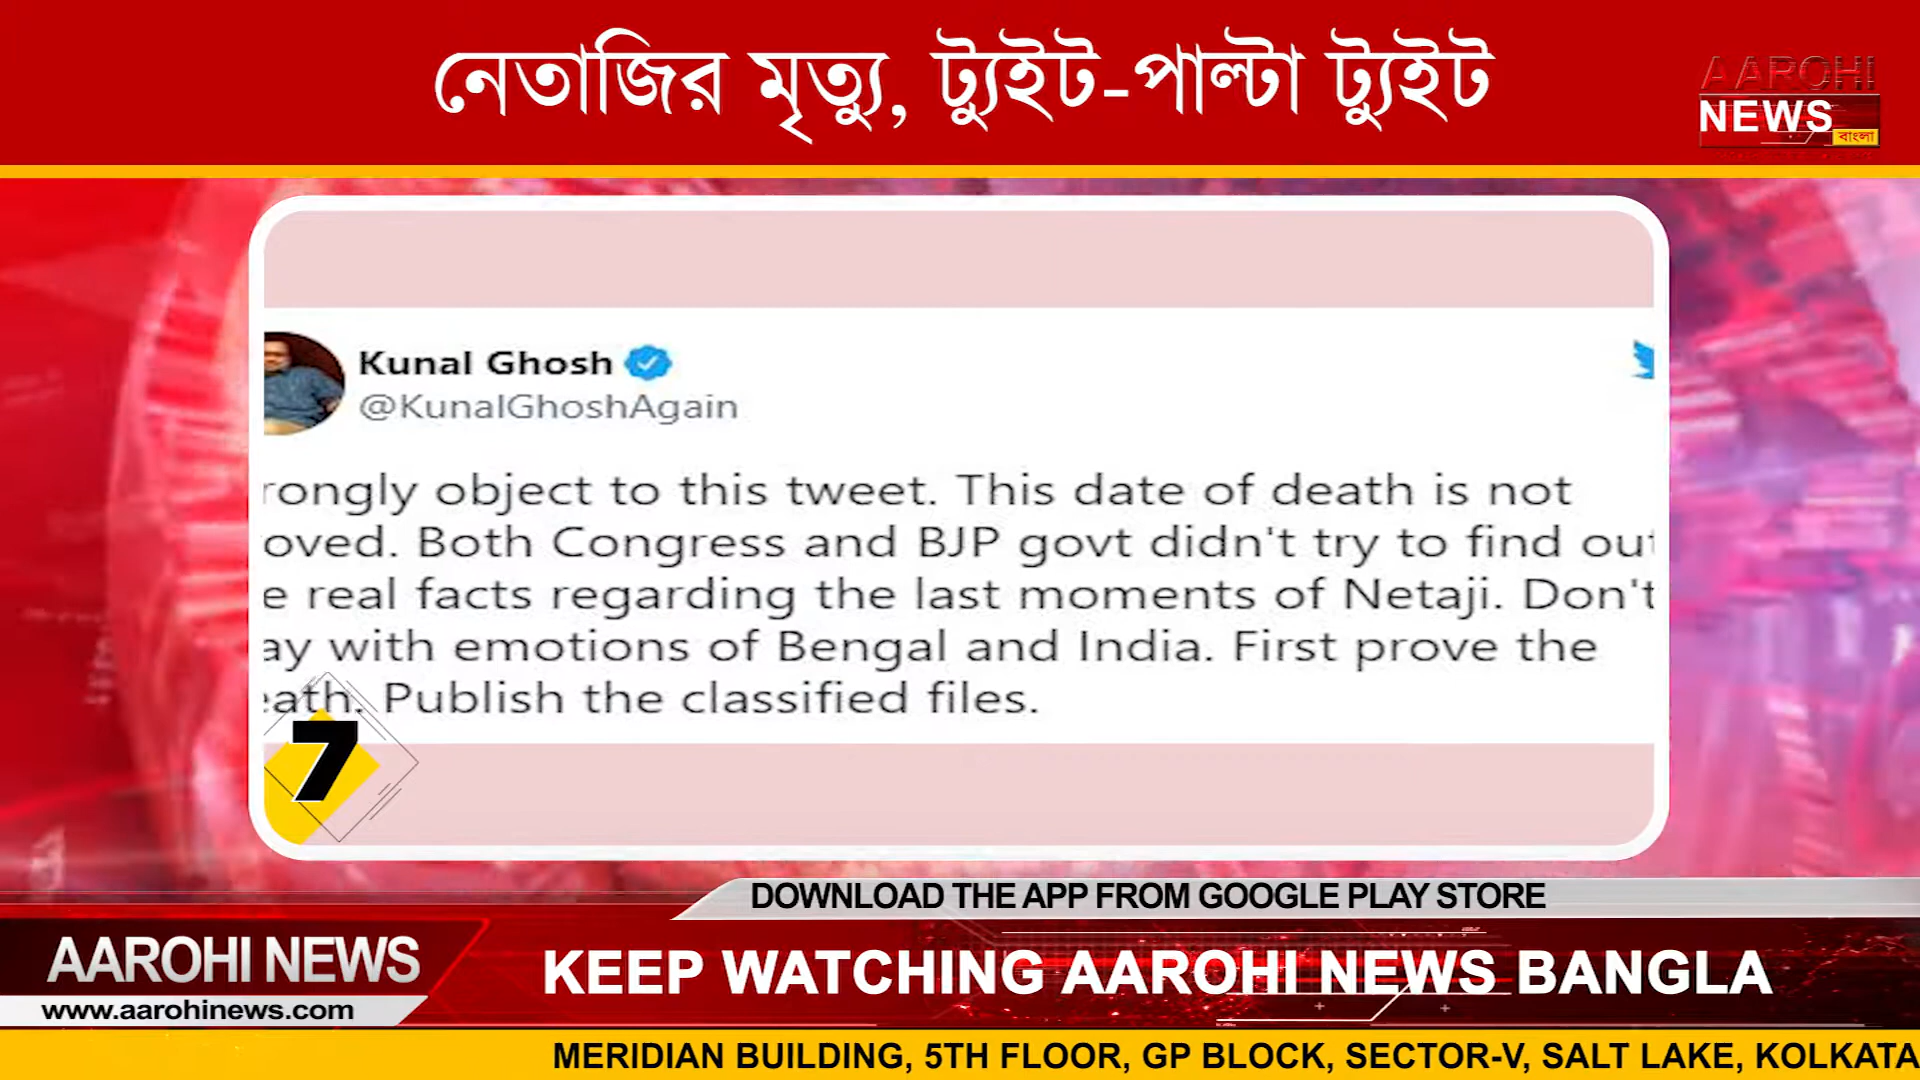 নেতাজির মৃত্যু, ট্যুইট-পাল্টা ট্যুইট
AAROHI
NEWS
বাংলা
Kunal Ghosh
@KunalGhoshAgain
rongly object to this tweet. This date of death is not
oved. Both Congress and BJP govt didn't try to find out
e real facts regarding the last moments of Netaji. Don't
ay with emotions of Bengal and India. First prove the
eath. Publish the classified files.
7
DOWNLOAD THE APP FROM GOOGLE PLAY STORE
AAROHI NEWS
KEEP WATCHING AAROHI NEWS BANGLA
www.aarohinews.com
MERIDIAN BUILDING, 5TH FLOOR, GP BLOCK, SECTOR-V, SALT LAKE, KOLKATA